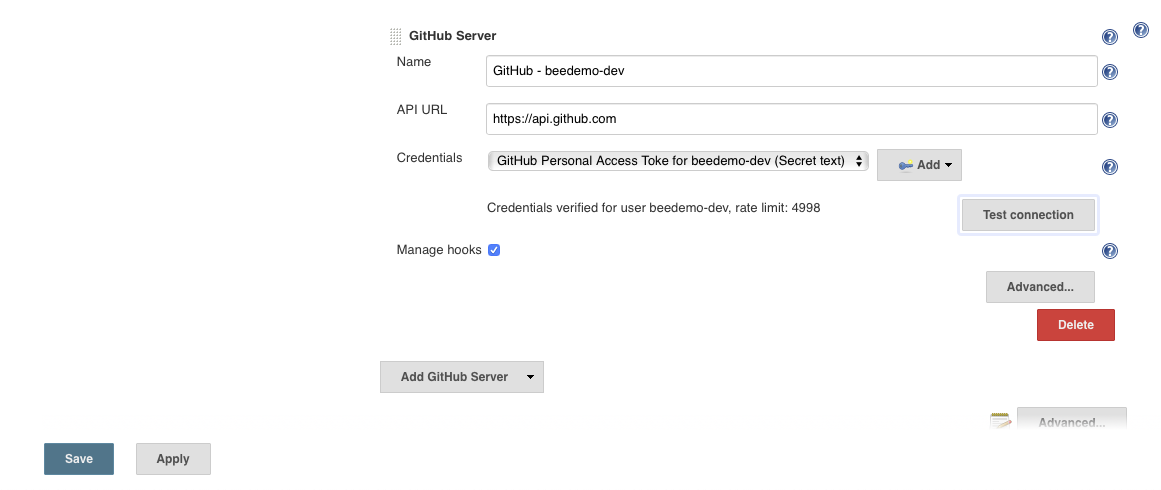 GitHub Server
Name
GitHub - beedemo-dev
API URL
https://api.github.com
Credentials
GitHub Personal Access Toke for beedemo-dev (Secret text)
Add
Credentials verified for user beedemo-dev, rate limit: 4998
Test connection
Manage hooks
Advanced...
Delete
Add GitHub Server
Advanced...
Save
Apply